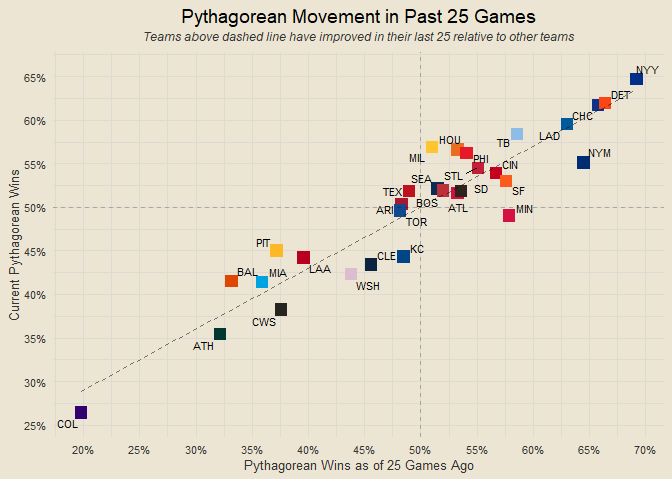 Pythagorean Movement in Past 25 Games
Teams above dashed line have improved in their last 25 relative to other teams
NYY
65%
DET
CHC
60%
LAD
TB
HOU
MIL
PHI
NYM
55%
CIN
STL
SEA
SD
SF
TEX
BOS
ATL
MIN
ARI
50%
TOR
PIT
KC
45%
CLE
LAA
BAL
MIA
WSH
40%
CWS
35%
ATH
30%
25%
COL
20%
25%
30%
35%
40%
45%
50%
55%
60%
65%
70%
Current Pythagorean Wins
Pythagorean Wins as of 25 Games Ago